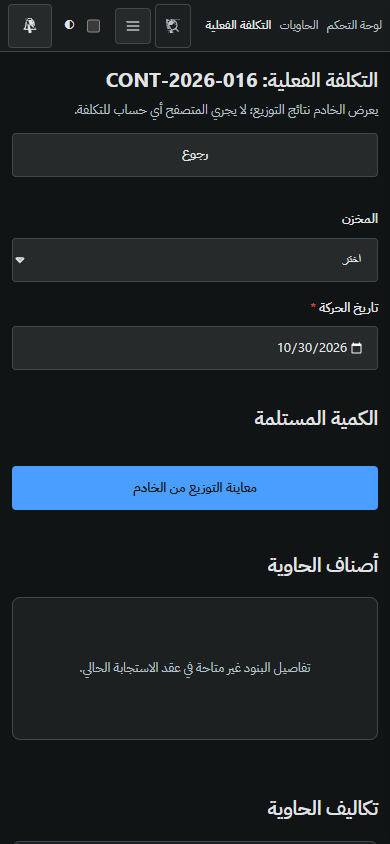 لوحة التحكم الحاويات التكلفة الفعلية
التكلفة الفعلية: CONT-2026-016
يعرض الخادم نتائج التوزيع؛ لا يجري المتصفح أي حساب للتكلفة.
رجوع
المخزن
اختر
تاريخ الحركة *
10/30/2026
الكمية المستلمة
معاينة التوزيع من الخادم
أصناف الحاوية
تفاصيل البنود غير متاحة في عقد الاستجابة الحالي.
تكاليف الحاوية